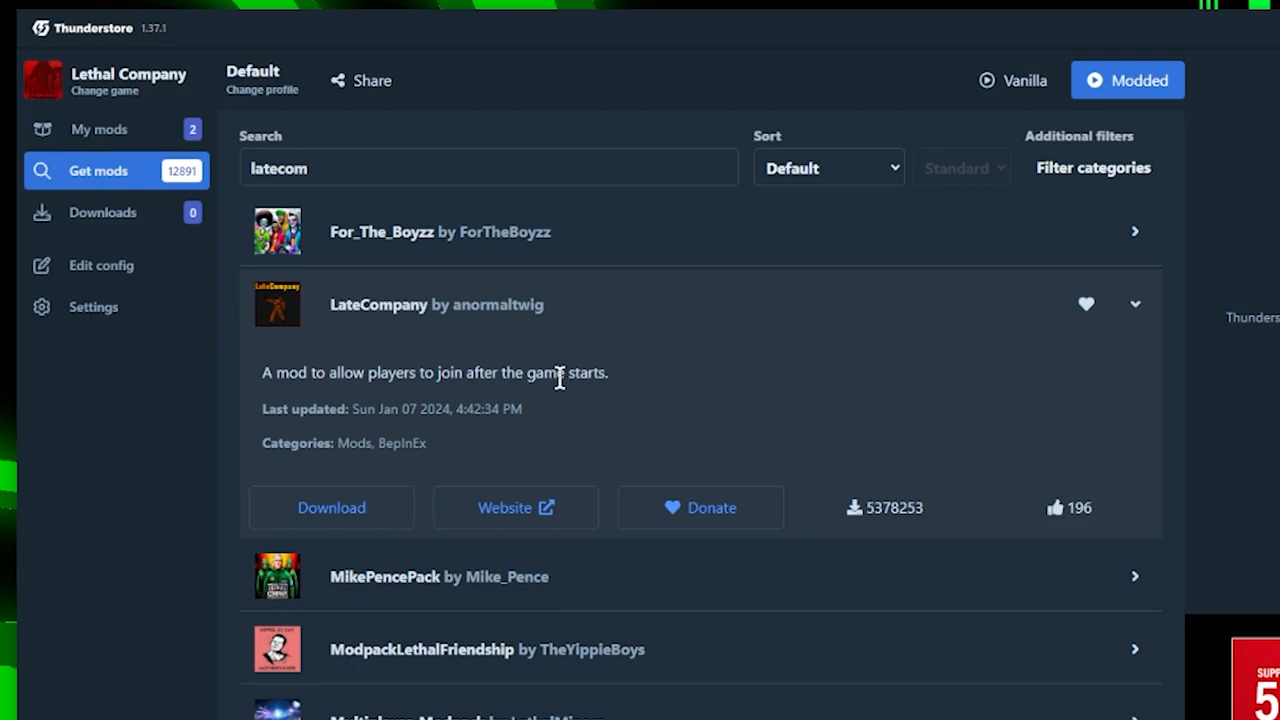 Thunderstore 1.37.1
Lethal Company
Change game
Default
Change profile
Share
Vanilla
Modded
My mods 2
Get mods 12891
Downloads 0
Edit config
Settings
Search
Sort
Additional filters
latecom
Default
Standard
Filter categories
For_The_Boyzz by ForTheBoyzz
LateCompany
LateCompany by anormaltwig
Thunders
A mod to allow players to join after the game starts.
Last updated: Sun Jan 07 2024, 4:42:34 PM
Categories: Mods, BepInEx
Download
Website
Donate
5378253
196
MikePencePack by Mike_Pence
ModpackLethalFriendship by TheYippieBoys
SUPP
5